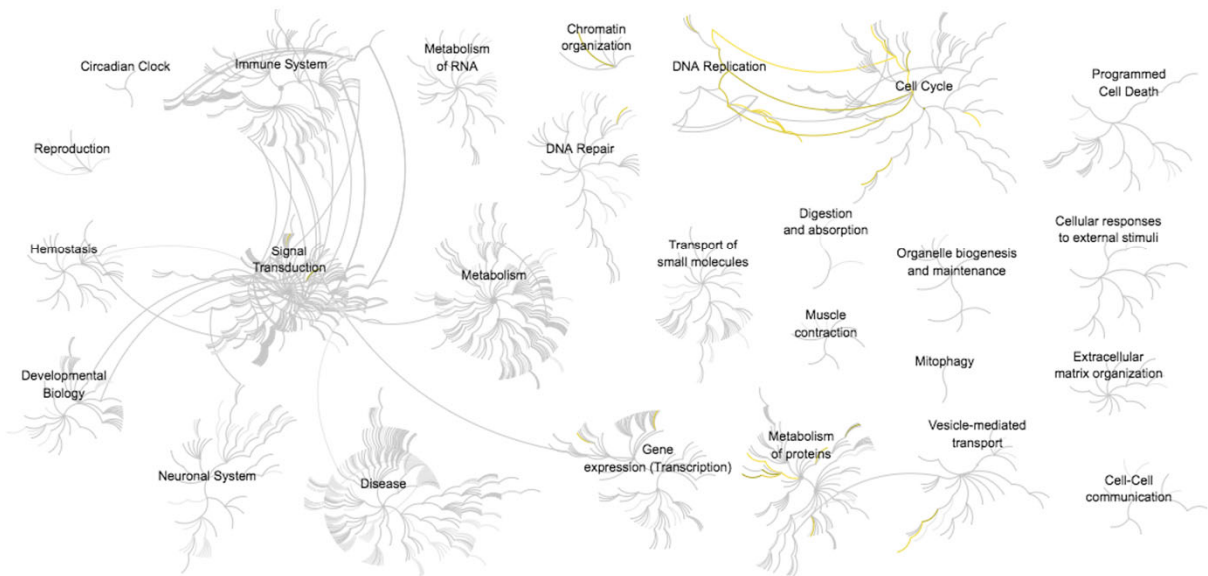 Circadian Clock
Immune System
Metabolism
of RNA
Chromatin
organization
DNA Replication
Cell Cycle
Programmed
Cell Death
Reproduction
DNA Repair
Hemostasis
Signal
Transduction
Metabolism
Transport of
small molecules
Digestion
and absorption
Organelle biogenesis
and maintenance
Cellular responses
to external stimuli
Muscle
contraction
Developmental
Biology
Mitophagy
Extracellular
matrix organization
Neuronal System
Disease
Gene
expression (Transcription)
Metabolism
of proteins
Vesicle-mediated
transport
Cell-Cell
communication